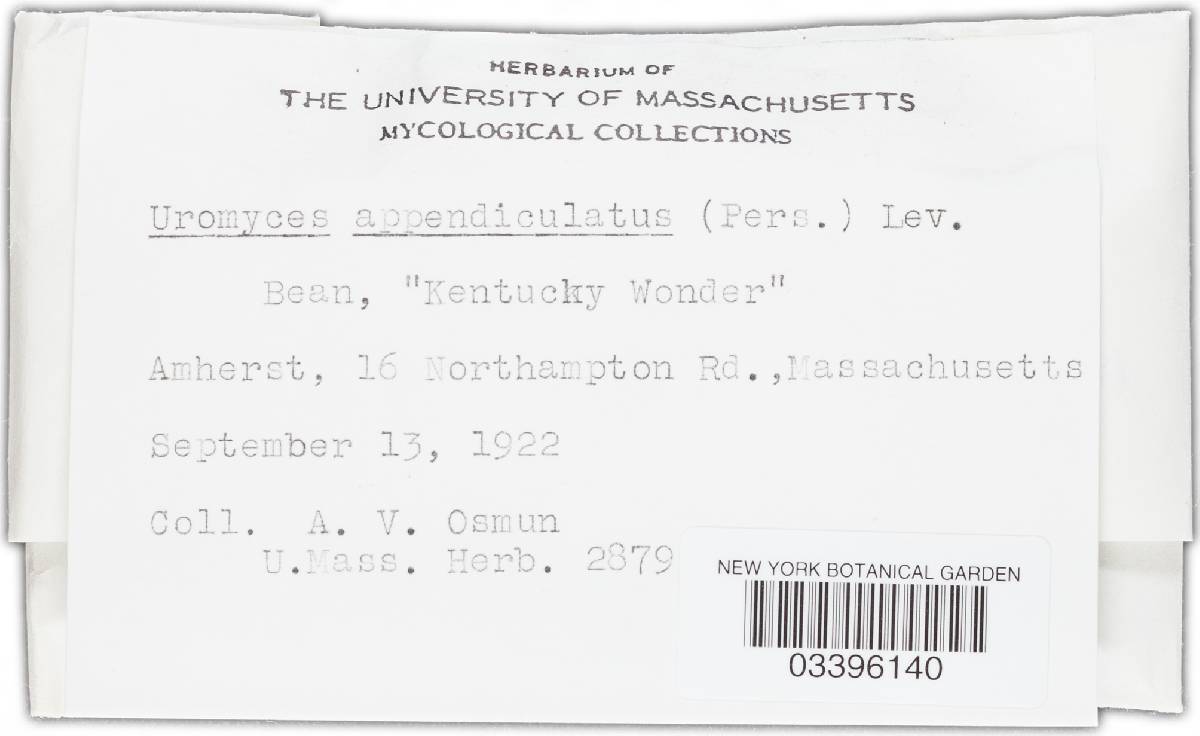 HERBARIUM OF
THE UNIVERSITY OF MASSACHUSETTS
MYCOLOGICAL COLLECTIONS
Uromyces appendiculatus (Pers.) Lev.
Bean, "Kentucky Wonder"
Amherst, 16 Northampton Rd.,Massachusetts
September 13, 1922
Coll. A. V. Osmun
U.Mass. Herb. 2879
NEW YORK BOTANICAL GARDEN
03396140